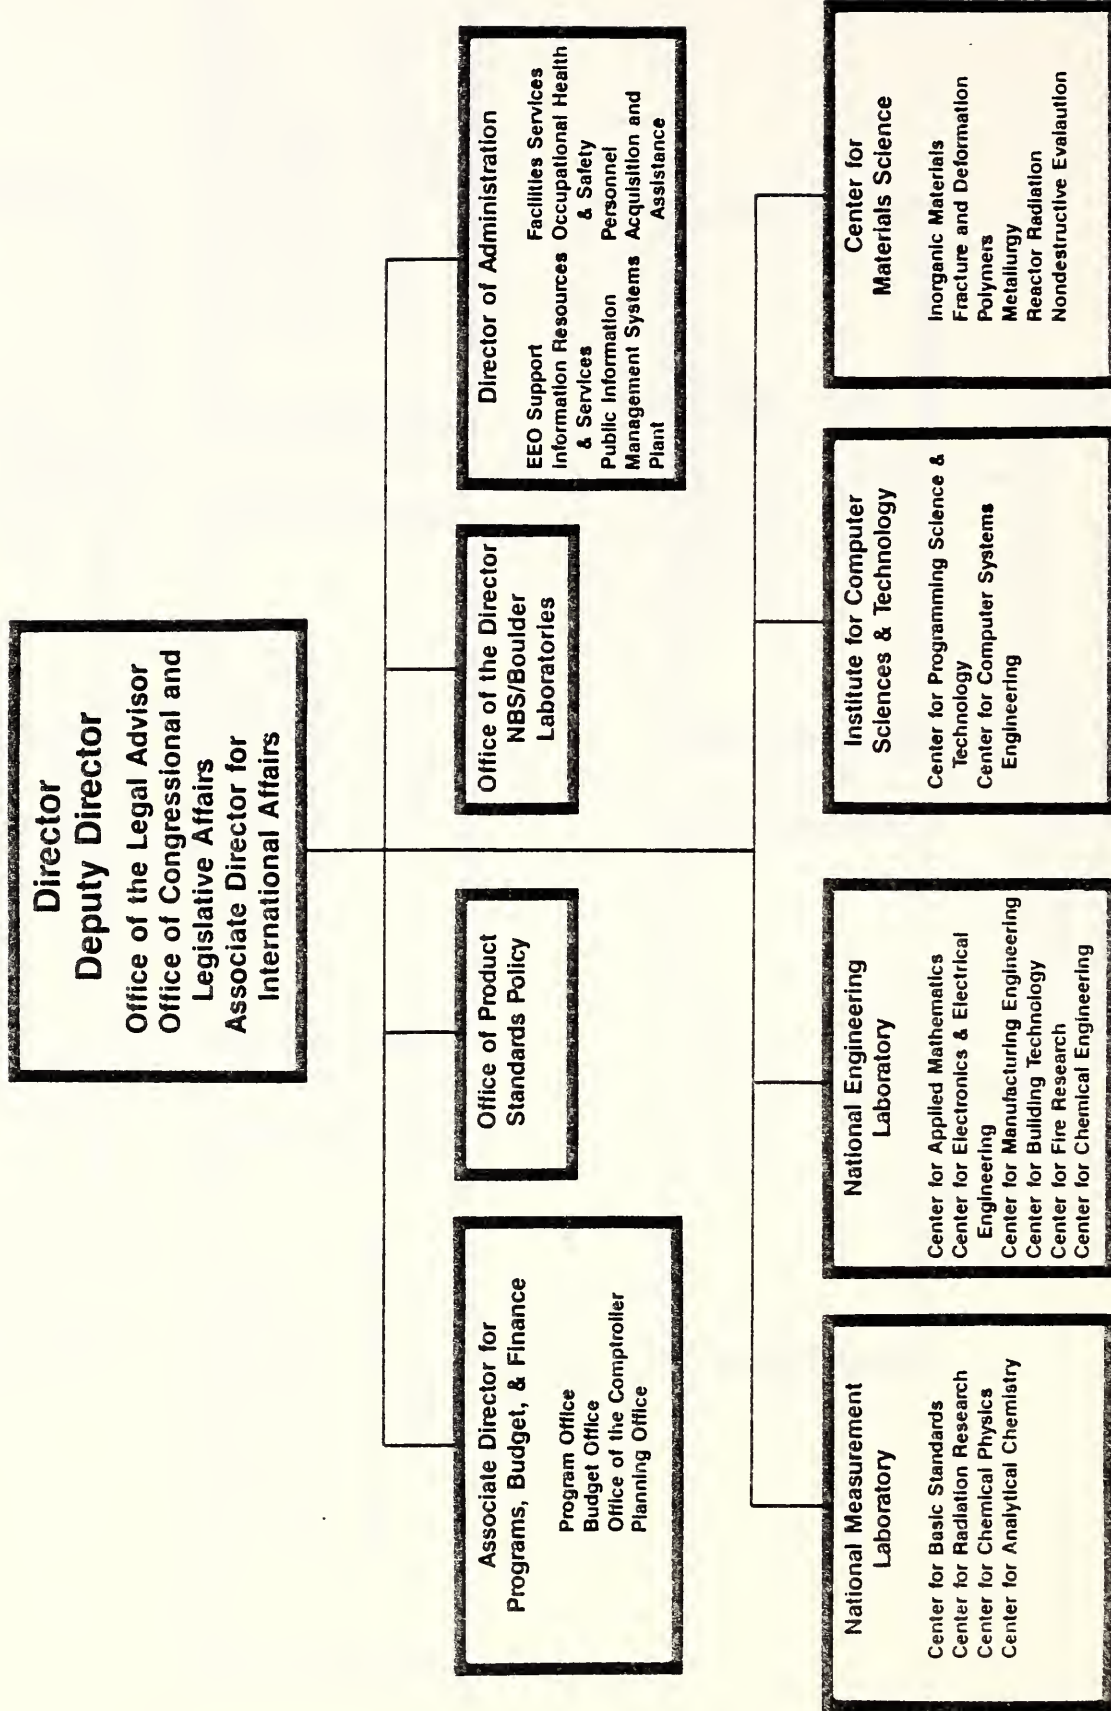 Director
Deputy Director
Office of the Legal Advisor
Office of Congressional and
Legislative Affairs
Associate Director for
International Affairs
Associate Director for
Programs, Budget, & Finance
Program Office
Budget Office
Office of the Comptroller
Planning Office
Office of Product
Standards Policy
Office of the Director
NBS/Boulder
Laboratories
Director of Administration
EEO Support
Information Resources
& Services
Public Information
Management Systems
Plant
Facilities Services
Occupational Health
& Safety
Personnel
Acquisition and
Assistance
National Measurement
Laboratory
Center for Basic Standards
Center for Radiation Research
Center for Chemical Physics
Center for Analytical Chemistry
National Engineering
Laboratory
Center for Applied Mathematics
Center for Electronics & Electrical
Engineering
Center for Manufacturing Engineering
Center for Building Technology
Center for Fire Research
Center for Chemical Engineering
Institute for Computer
Sciences & Technology
Center for Programming Science &
Technology
Center for Computer Systems
Engineering
Center for
Materials Science
Inorganic Materials
Fracture and Deformation
Polymers
Metallurgy
Reactor Radiation
Nondestructive Evalaution